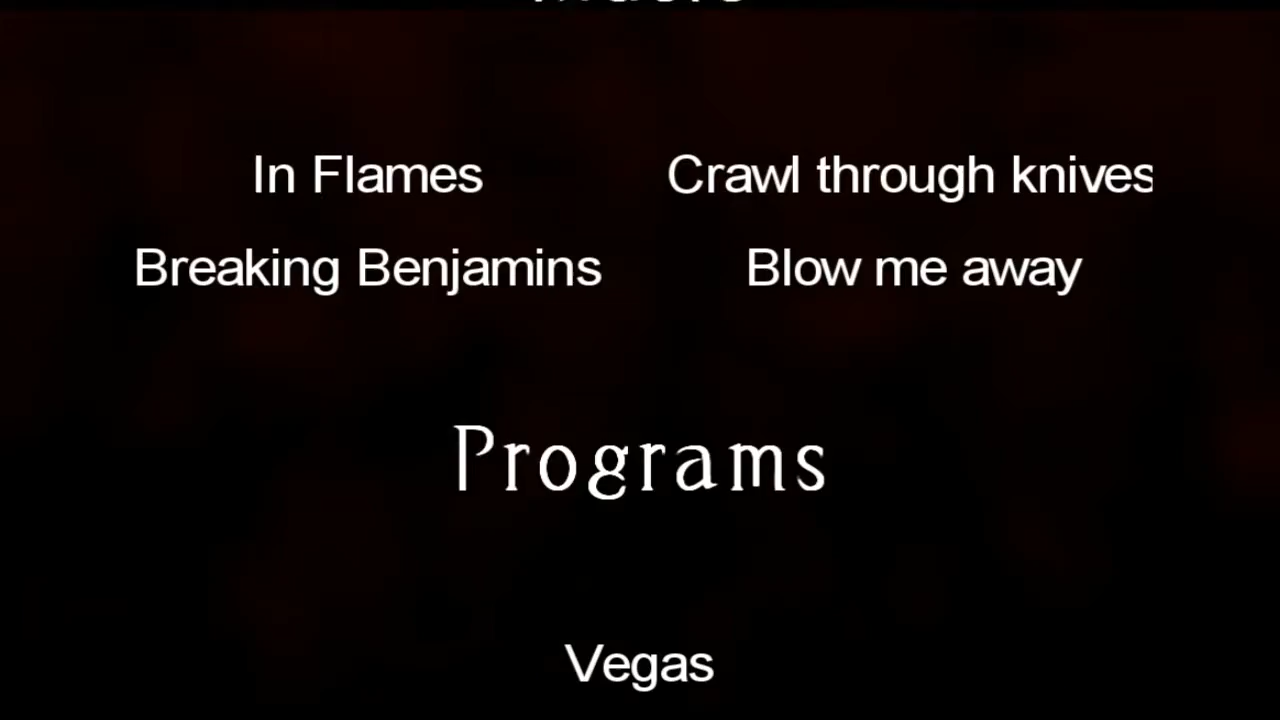 In Flames Crawl through knives
Breaking Benjamins Blow me away
Programs
Vegas